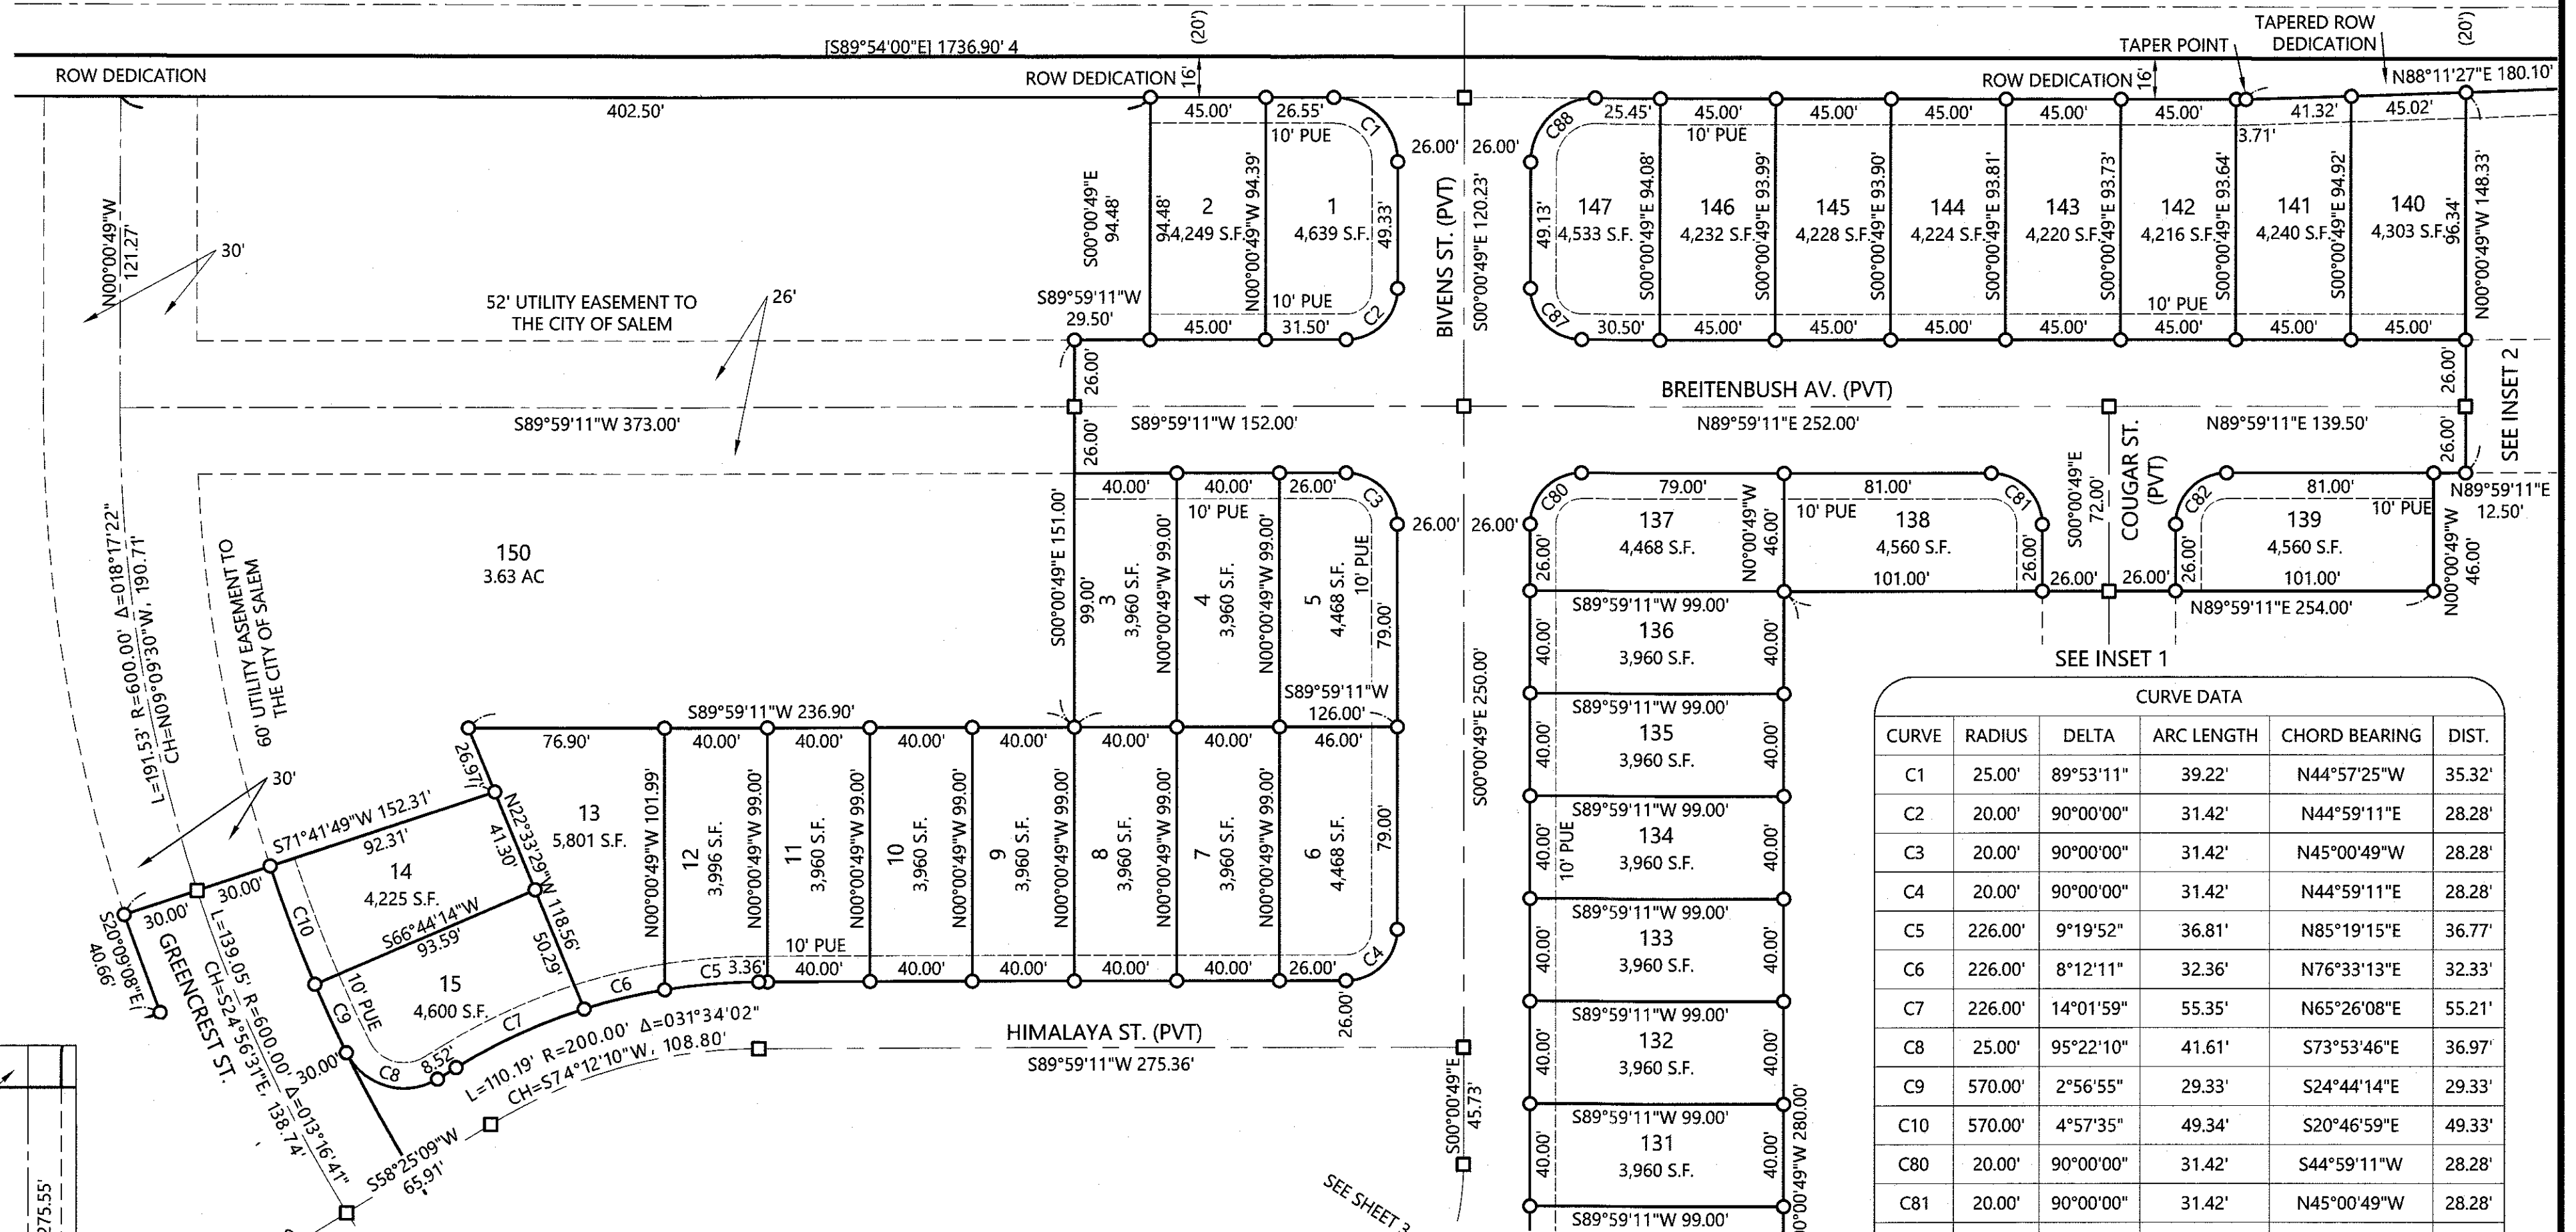 [S89°54'00"E] 1736.90' 4
(20')
TAPERED ROW
DEDICATION
(20')
TAPER POINT
ROW DEDICATION
ROW DEDICATION
16'
ROW DEDICATION
16'
N88°11'27"E 180.10'
402.50'
45.00'
26.55'
C1
10' PUE
26.00'
26.00'
C88
25.45'
45.00'
45.00'
45.00'
45.00'
45.00'
3.71'
41.32'
45.02'
10' PUE
N00°00'49"W
121.27'
30'
S00°00'49"E
94.48'
94.48'
2
4,249 S.F.
N00°00'49"W 94.39'
1
4,639 S.F.
49.33'
BIVENS ST. (PVT)
S00°00'49"E 120.23'
49.13'
147
4,533 S.F.
S00°00'49"E 94.08'
146
4,232 S.F.
S00°00'49"E 93.99'
145
4,228 S.F.
S00°00'49"E 93.90'
144
4,224 S.F.
S00°00'49"E 93.81'
143
4,220 S.F.
S00°00'49"E 93.73'
142
4,216 S.F.
S00°00'49"E 93.64'
141
4,240 S.F.
S00°00'49"E 94.92'
140
4,303 S.F.
96.34'
N00°00'49"W 148.33'
52' UTILITY EASEMENT TO
THE CITY OF SALEM
26'
S89°59'11"W
29.50'
10' PUE
45.00'
31.50'
C2
C87
30.50'
45.00'
45.00'
45.00'
45.00'
45.00'
10' PUE
45.00'
45.00'
26.00'
26.00'
SEE INSET 2
BREITENBUSH AV. (PVT)
S89°59'11"W 373.00'
S89°59'11"W 152.00'
N89°59'11"E 252.00'
N89°59'11"E 139.50'
26.00'
26.00'
COUGAR ST.
(PVT)
S00°00'49"E
72.00'
40.00'
40.00'
26.00'
C3
10' PUE
26.00'
26.00'
C80
79.00'
10' PUE
81.00'
C81
C82
81.00'
10' PUE
N89°59'11"E
12.50'
137
4,468 S.F.
26.00'
N0°00'49"W
46.00'
138
4,560 S.F.
101.00'
26.00'
26.00'
26.00'
26.00'
139
4,560 S.F.
101.00'
N00°00'49"W
46.00'
N89°59'11"E 254.00'
SEE INSET 1
L=191.53' R=600.00' Δ=018°17'22"
CH=N09°09'30"W, 190.71'
60' UTILITY EASEMENT TO
THE CITY OF SALEM
150
3.63 AC
S00°00'49"E 151.00'
99.00'
3
3,960 S.F.
N00°00'49"W 99.00'
4
3,960 S.F.
N00°00'49"W 99.00'
5
4,468 S.F.
10' PUE
79.00'
S00°00'49"E 250.00'
S89°59'11"W 99.00'
136
3,960 S.F.
40.00'
40.00'
S89°59'11"W 99.00'
135
3,960 S.F.
40.00'
40.00'
S89°59'11"W 99.00'
134
3,960 S.F.
40.00'
10' PUE
40.00'
S89°59'11"W 99.00'
133
3,960 S.F.
40.00'
40.00'
S89°59'11"W 99.00'
132
3,960 S.F.
40.00'
40.00'
S89°59'11"W 99.00'
131
3,960 S.F.
40.00'
40.00'
S89°59'11"W 99.00'
S89°59'11"W 236.90'
S89°59'11"W
126.00'
76.90'
40.00'
40.00'
40.00'
40.00'
40.00'
40.00'
46.00'
26.97'
30'
S71°41'49"W 152.31'
92.31'
14
4,225 S.F.
41.30'
N22°33'29"W 118.56'
13
5,801 S.F.
N00°00'49"W 101.99'
12
3,996 S.F.
N00°00'49"W 99.00'
11
3,960 S.F.
N00°00'49"W 99.00'
10
3,960 S.F.
N00°00'49"W 99.00'
9
3,960 S.F.
N00°00'49"W 99.00'
8
3,960 S.F.
N00°00'49"W 99.00'
7
3,960 S.F.
N00°00'49"W 99.00'
6
4,468 S.F.
79.00'
30.00'
30.00'
C10
S66°44'14"W
93.59'
50.29'
S20°09'08"E
40.66'
GREENCREST ST.
L=139.05' R=600.00' Δ=013°16'41"
CH=S24°56'31"E, 138.74'
15
4,600 S.F.
10' PUE
C9
30.00'
C8
8.52'
C7
C6
C5
3.36'
10' PUE
40.00'
40.00'
40.00'
40.00'
40.00'
26.00'
C4
26.00'
L=110.19' R=200.00' Δ=031°34'02"
CH=S74°12'10"W, 108.80'
HIMALAYA ST. (PVT)
S89°59'11"W 275.36'
S00°00'49"E
45.73'
S58°25'09"W
65.91'
SEE SHEET 3
275.55'
°00'49"W 280.00'
CURVE DATA
CURVE RADIUS DELTA ARC LENGTH CHORD BEARING DIST.
C1 25.00' 89°53'11" 39.22' N44°57'25"W 35.32'
C2 20.00' 90°00'00" 31.42' N44°59'11"E 28.28'
C3 20.00' 90°00'00" 31.42' N45°00'49"W 28.28'
C4 20.00' 90°00'00" 31.42' N44°59'11"E 28.28'
C5 226.00' 9°19'52" 36.81' N85°19'15"E 36.77'
C6 226.00' 8°12'11" 32.36' N76°33'13"E 32.33'
C7 226.00' 14°01'59" 55.35' N65°26'08"E 55.21'
C8 25.00' 95°22'10" 41.61' S73°53'46"E 36.97'
C9 570.00' 2°56'55" 29.33' S24°44'14"E 29.33'
C10 570.00' 4°57'35" 49.34' S20°46'59"E 49.33'
C80 20.00' 90°00'00" 31.42' S44°59'11"W 28.28'
C81 20.00' 90°00'00" 31.42' N45°00'49"W 28.28'